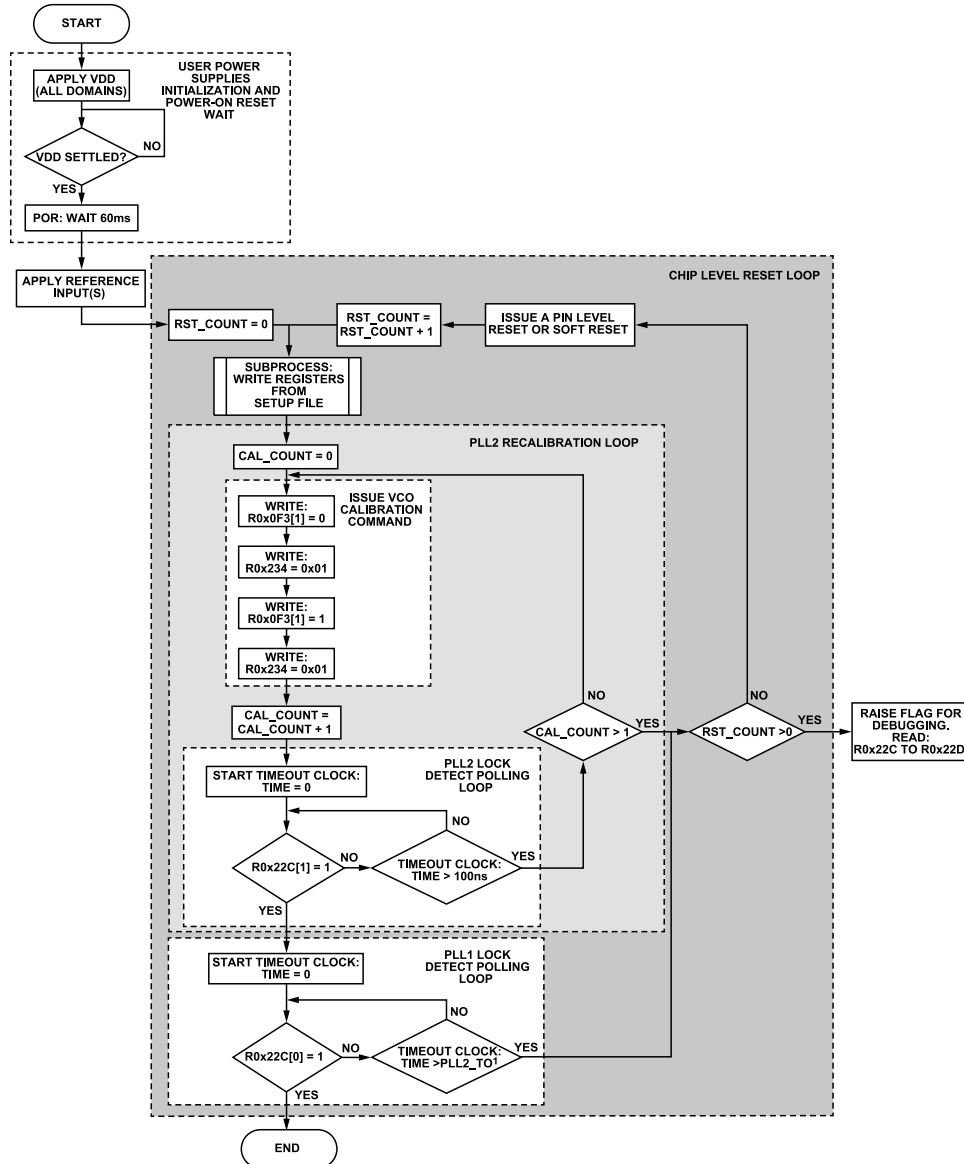 START
USER POWER
SUPPLIES
INITIALIZATION AND
POWER-ON RESET
WAIT
APPLY VDD
(ALL DOMAINS)
NO
VDD SETTLED?
YES
POR: WAIT 60ms
APPLY REFERENCE
INPUT(S)
CHIP LEVEL RESET LOOP
RST_COUNT = 0
RST_COUNT =
RST_COUNT + 1
ISSUE A PIN LEVEL
RESET OR SOFT RESET
SUBPROCESS:
WRITE REGISTERS
FROM
SETUP FILE
PLL2 RECALIBRATION LOOP
CAL_COUNT = 0
ISSUE VCO
CALIBRATION
COMMAND
WRITE:
R0x0F3[1] = 0
WRITE:
R0x234 = 0x01
WRITE:
R0x0F3[1] = 1
WRITE:
R0x234 = 0x01
CAL_COUNT =
CAL_COUNT + 1
NO
CAL_COUNT > 1
YES
NO
RST_COUNT >0
YES
RAISE FLAG FOR
DEBUGGING.
READ:
R0x22C TO R0x22D
PLL2 LOCK
DETECT POLLING
LOOP
START TIMEOUT CLOCK:
TIME = 0
NO
R0x22C[1] = 1
NO
TIMEOUT CLOCK:
TIME > 100ns
YES
YES
PLL1 LOCK
DETECT POLLING
LOOP
START TIMEOUT CLOCK:
TIME = 0
NO
R0x22C[0] = 1
NO
TIMEOUT CLOCK:
TIME >PLL2_TO1
YES
YES
END